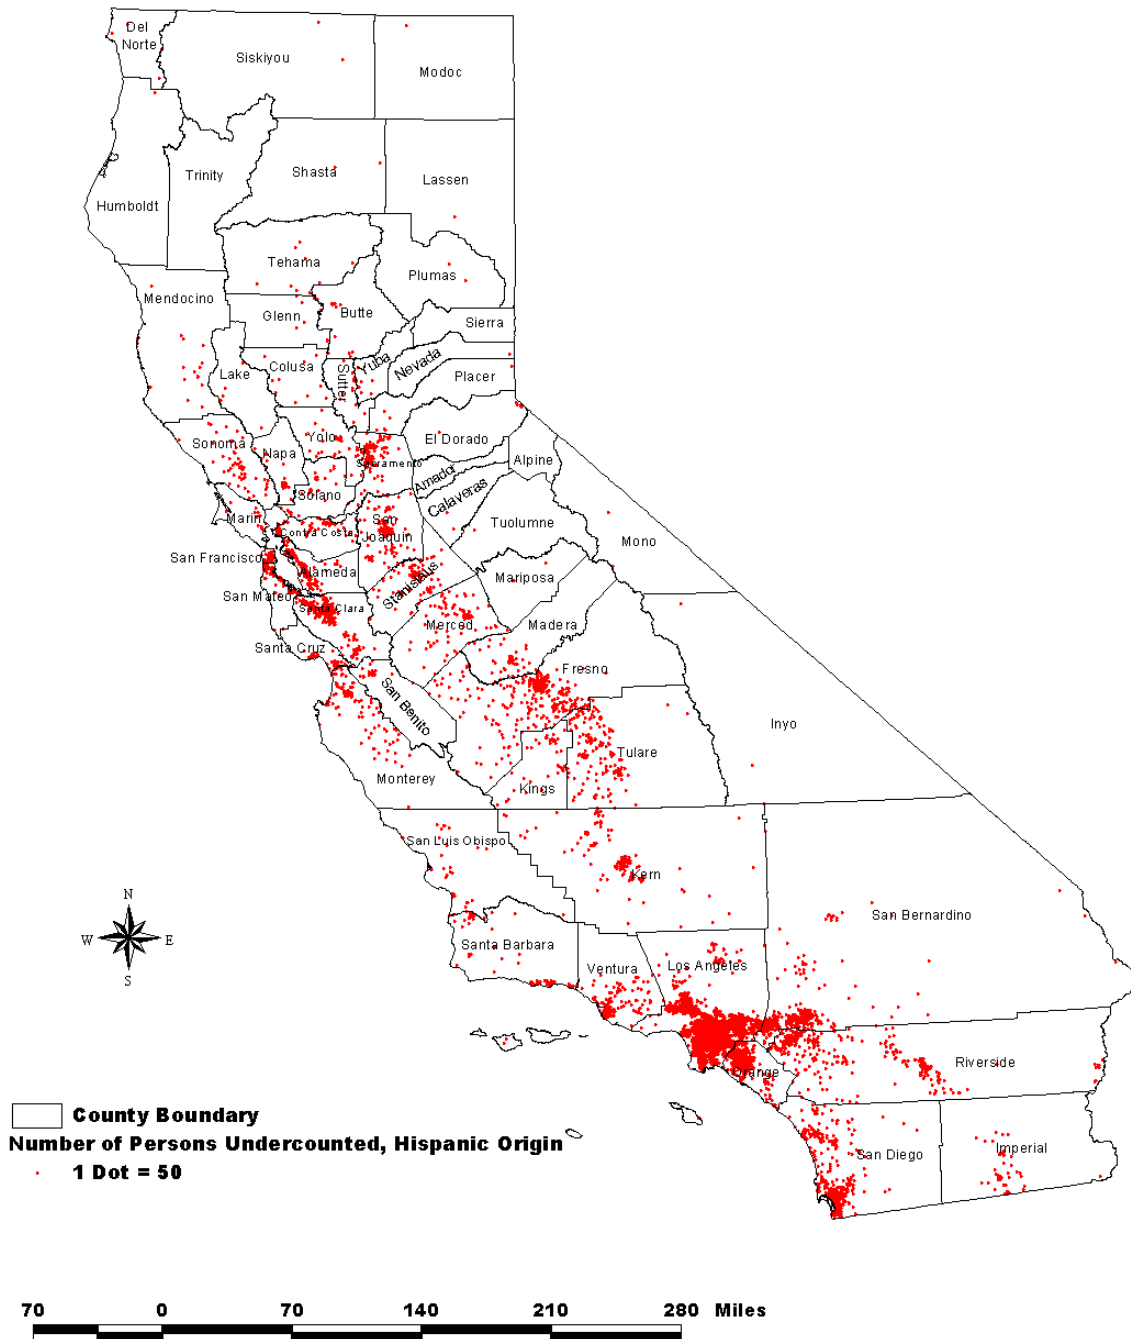 Del
Norte
Siskiyou
Modoc
Trinity
Shasta
Lassen
Humboldt
Tehama
Plumas
Mendocino
Glenn
Butte
Sierra
Lake
Colusa
Sutter
Yuba
Nevada
Placer
Sonoma
Napa
Yolo
Sacramento
El Dorado
Amador
Alpine
Solano
Calaveras
Marin
Contra Costa
San
Joaquin
Tuolumne
Mono
San Francisco
Alameda
Stanislaus
Mariposa
San Mateo
Santa Clara
Merced
Madera
Santa Cruz
Fresno
San Benito
Inyo
Tulare
Monterey
Kings
San Luis Obispo
Kern
San Bernardino
N
W
E
S
Santa Barbara
Ventura
Los Angeles
Orange
Riverside
San Diego
Imperial
County Boundary
Number of Persons Undercounted, Hispanic Origin
1 Dot = 50
70 0 70 140 210 280 Miles